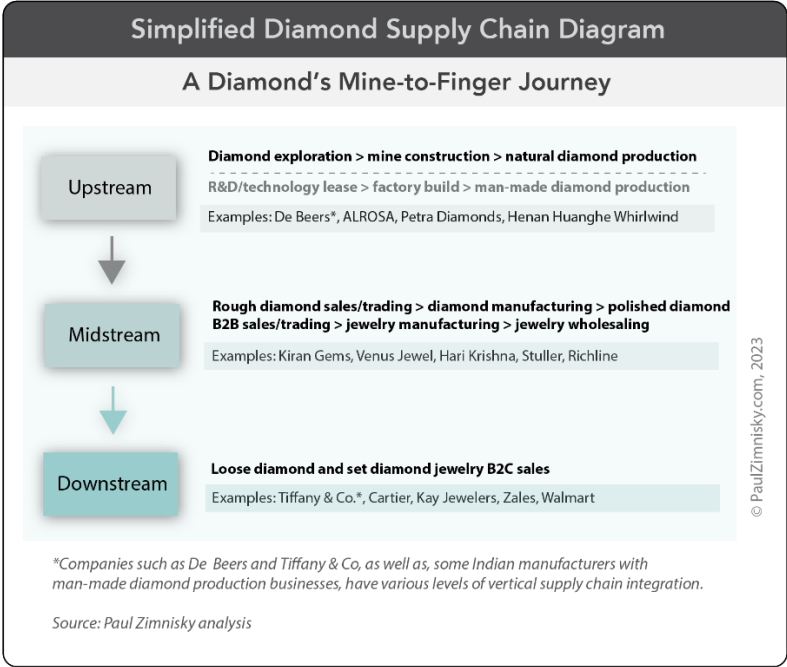 Simplified Diamond Supply Chain Diagram
A Diamond's Mine-to-Finger Journey
Upstream
Diamond exploration > mine construction > natural diamond production
R&D/technology lease > factory build > man-made diamond production
Examples: De Beers*, ALROSA, Petra Diamonds, Henan Huanghe Whirlwind
Midstream
Rough diamond sales/trading > diamond manufacturing > polished diamond
B2B sales/trading > jewelry manufacturing > jewelry wholesaling
Examples: Kiran Gems, Venus Jewel, Hari Krishna, Stuller, Richline
Downstream
Loose diamond and set diamond jewelry B2C sales
Examples: Tiffany & Co.*, Cartier, Kay Jewelers, Zales, Walmart
© PaulZimnisky.com, 2023
*Companies such as De Beers and Tiffany & Co, as well as, some Indian manufacturers with
man-made diamond production businesses, have various levels of vertical supply chain integration.
Source: Paul Zimnisky analysis